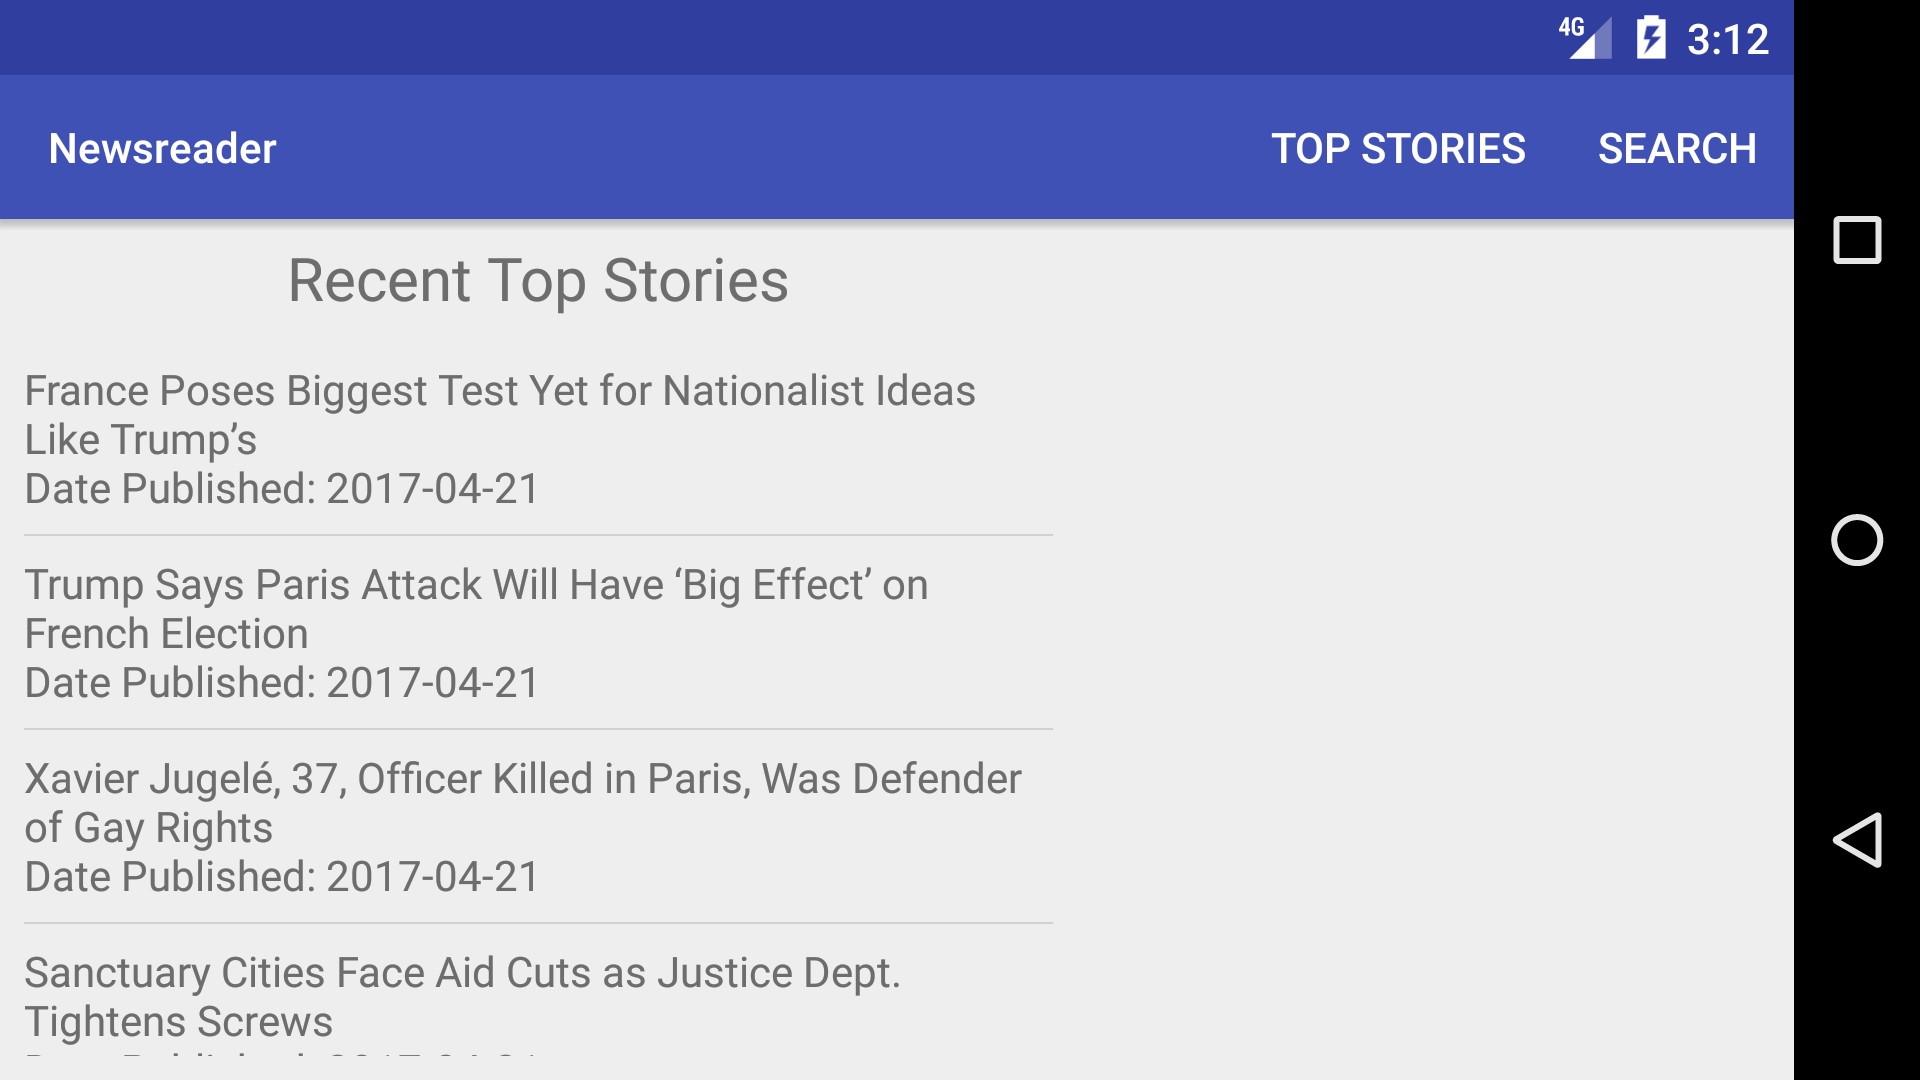 4G 3:12
Newsreader TOP STORIES SEARCH
Recent Top Stories
France Poses Biggest Test Yet for Nationalist Ideas
Like Trump’s
Date Published: 2017-04-21
Trump Says Paris Attack Will Have ‘Big Effect’ on
French Election
Date Published: 2017-04-21
Xavier Jugelé, 37, Officer Killed in Paris, Was Defender
of Gay Rights
Date Published: 2017-04-21
Sanctuary Cities Face Aid Cuts as Justice Dept.
Tightens Screws